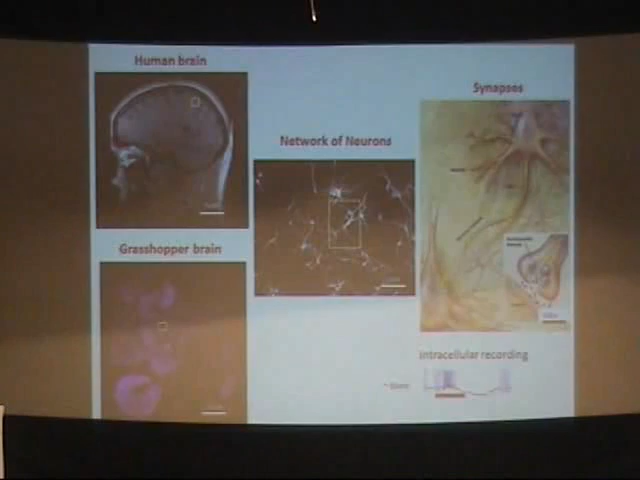 Human brain
Synapses
Network of Neurons
Grasshopper brain
Intracellular recording